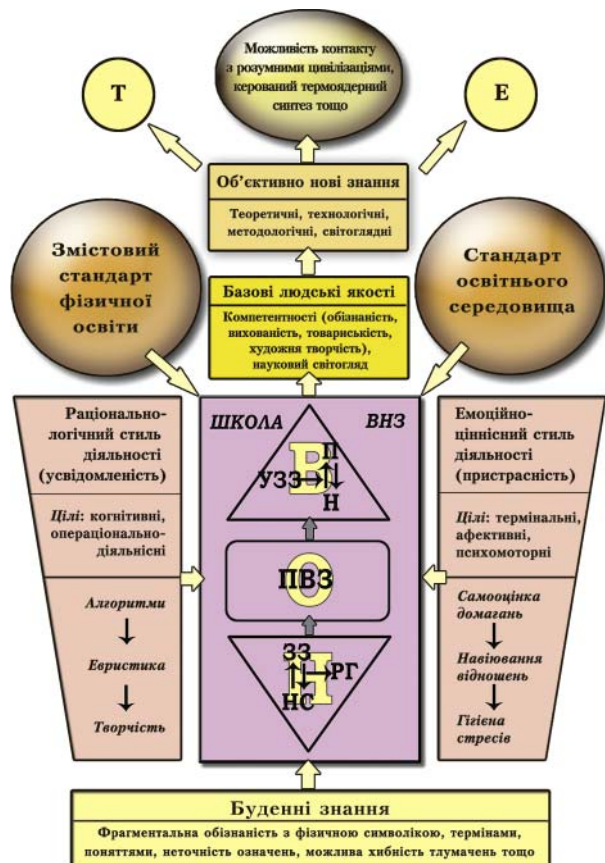 Можливість контакту
з розумними цивілізаціями,
керований термоядерний
синтез тощо
Т
Е
Об’єктивно нові знання
Теоретичні, технологічні,
методологічні, світоглядні
Змістовий
стандарт
фізичної
освіти
Стандарт
освітнього
середовища
Базові людські якості
Компетентності (обізнаність,
вихованість, товариськість,
художня творчість),
науковий світогляд
Раціонально-
логічний стиль
діяльності
(усвідомленість)
Цілі: когнітивні,
операціонально-
діяльнісні
Алгоритми
Евристика
Творчість
ШКОЛА
ВНЗ
В
П
УЗЗ
Н
О
ПВЗ
Н
ЗЗ
РГ
НС
Емоційно-
ціннісний стиль
діяльності
(пристрасність)
Цілі: термінальні,
афективні,
психомоторні
Самооцінка
домагань
Навіювання
відношень
Гігієна
стресів
Буденні знання
Фрагментальна обізнаність з фізичною символікою, термінами,
поняттями, неточність означень, можлива хибність тлумачень тощо